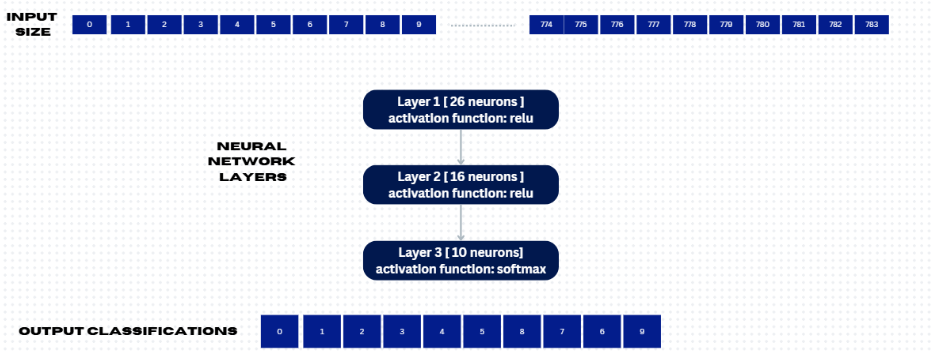 INPUT
SIZE
0 1 2 3 4 5 6 7 8 9 774 775 776 777 778 779 780 781 782 783
Layer 1 [ 26 neurons ]
activation function: relu
NEURAL
NETWORK
LAYERS
Layer 2 [ 16 neurons ]
activation function: relu
Layer 3 [ 10 neurons]
activation function: softmax
OUTPUT CLASSIFICATIONS 0 1 2 3 4 5 8 7 6 9